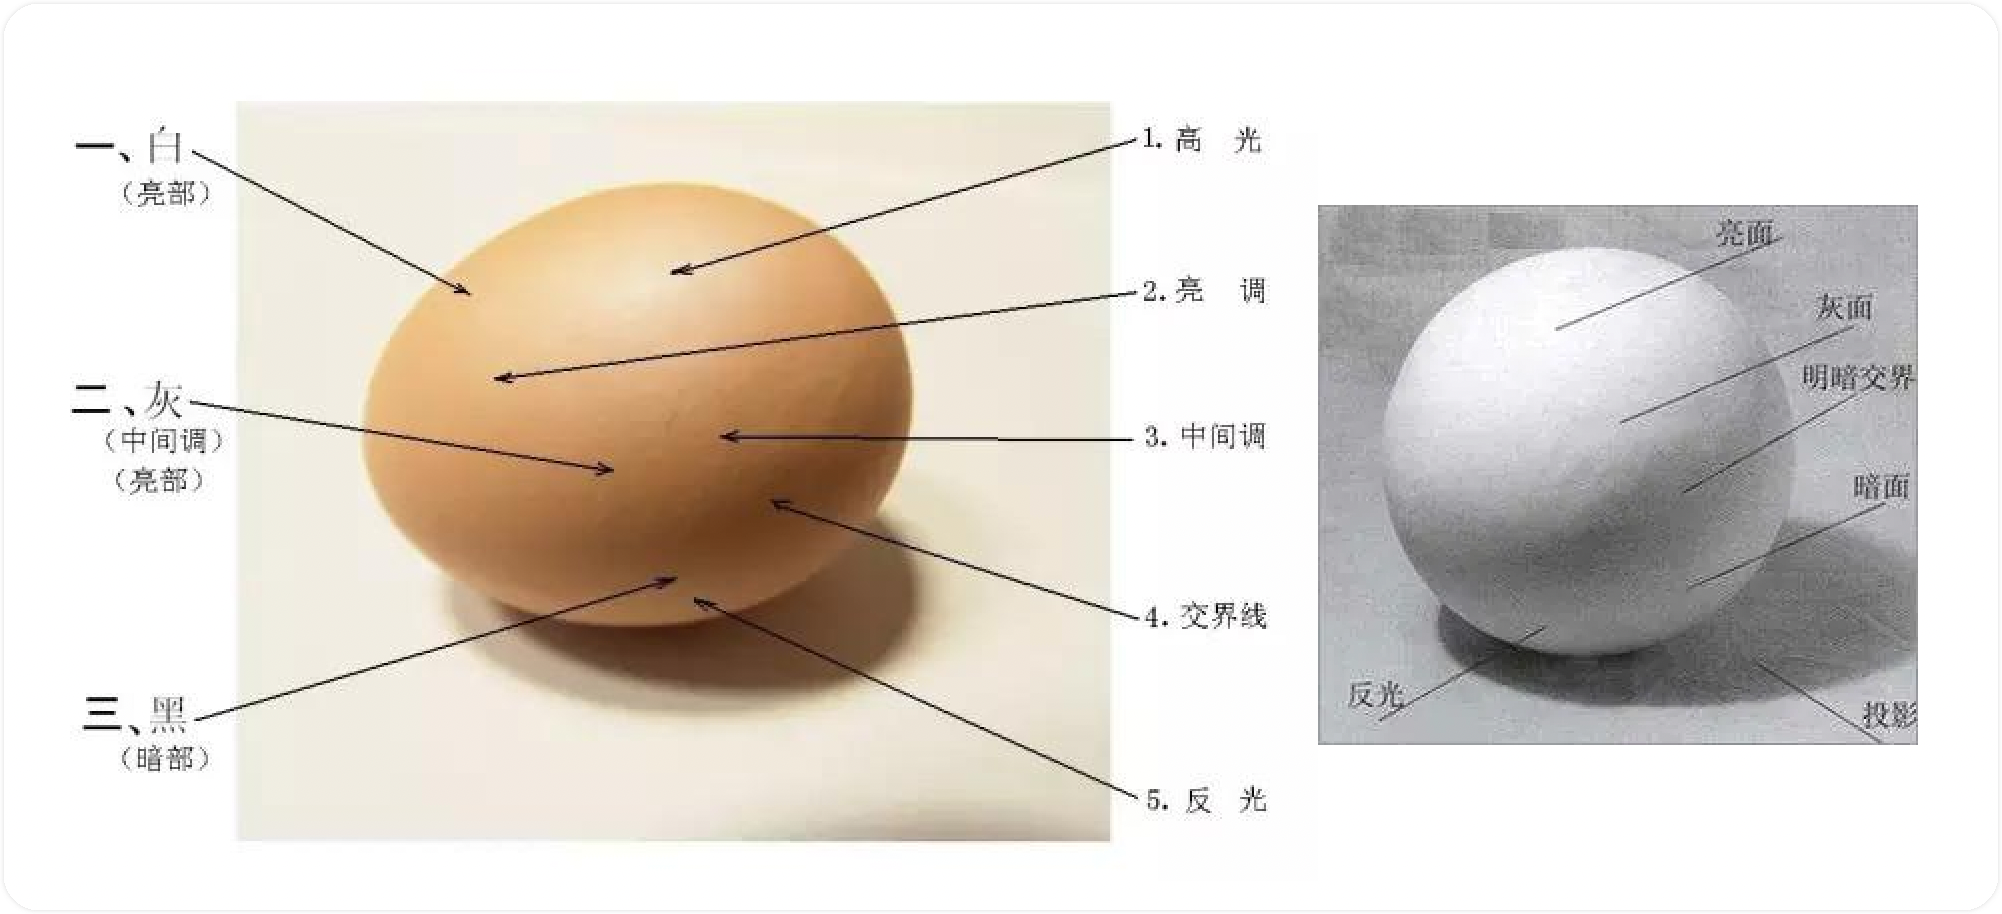 一、白
（亮部）
二、灰
（中间调）
（亮部）
三、黑
（暗部）
1. 高 光
2. 亮 调
3. 中间调
4. 交界线
5. 反 光
亮面
灰面
明暗交界
暗面
反光
投影